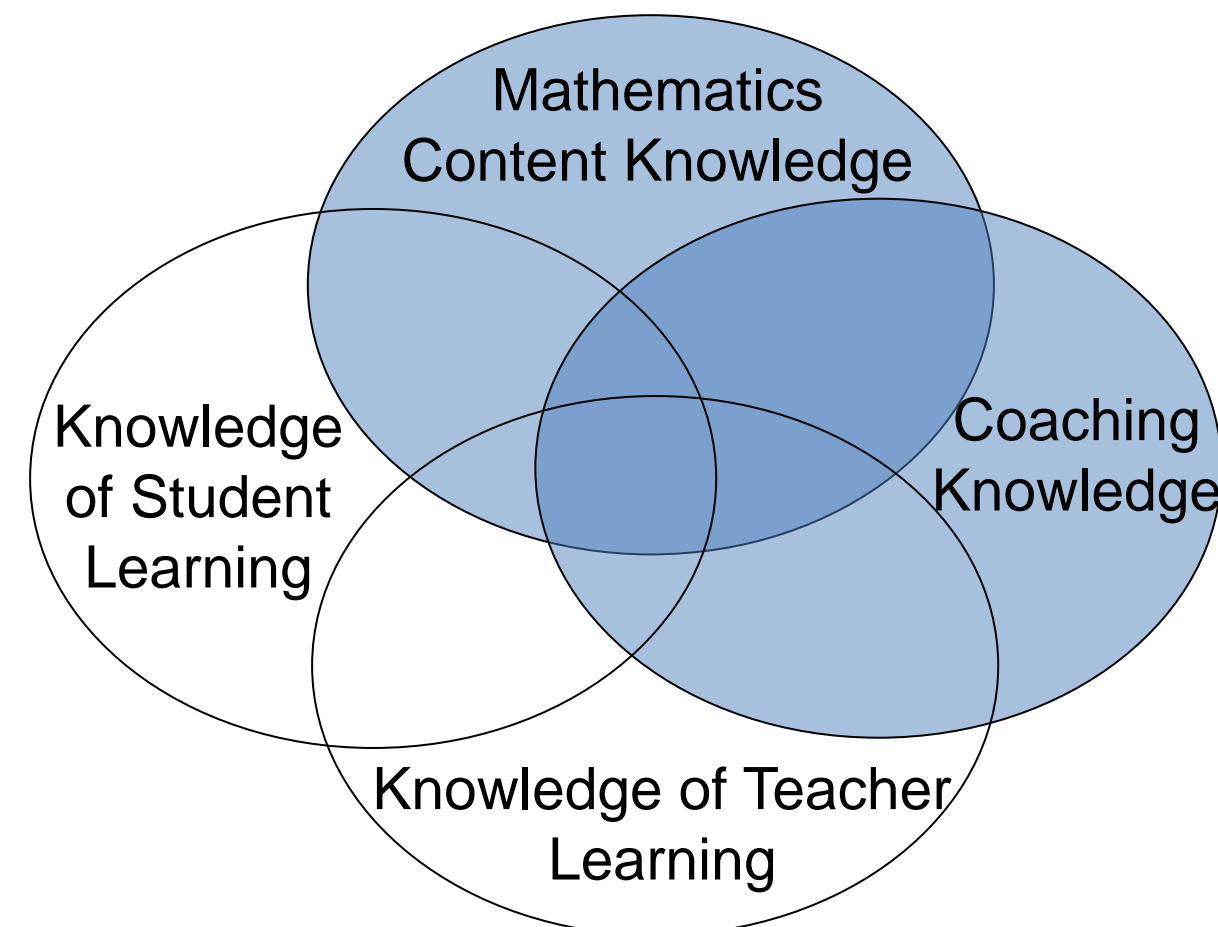 Mathematics
Content Knowledge
Knowledge
of Student
Learning
Coaching
Knowledge
Knowledge of Teacher
Learning